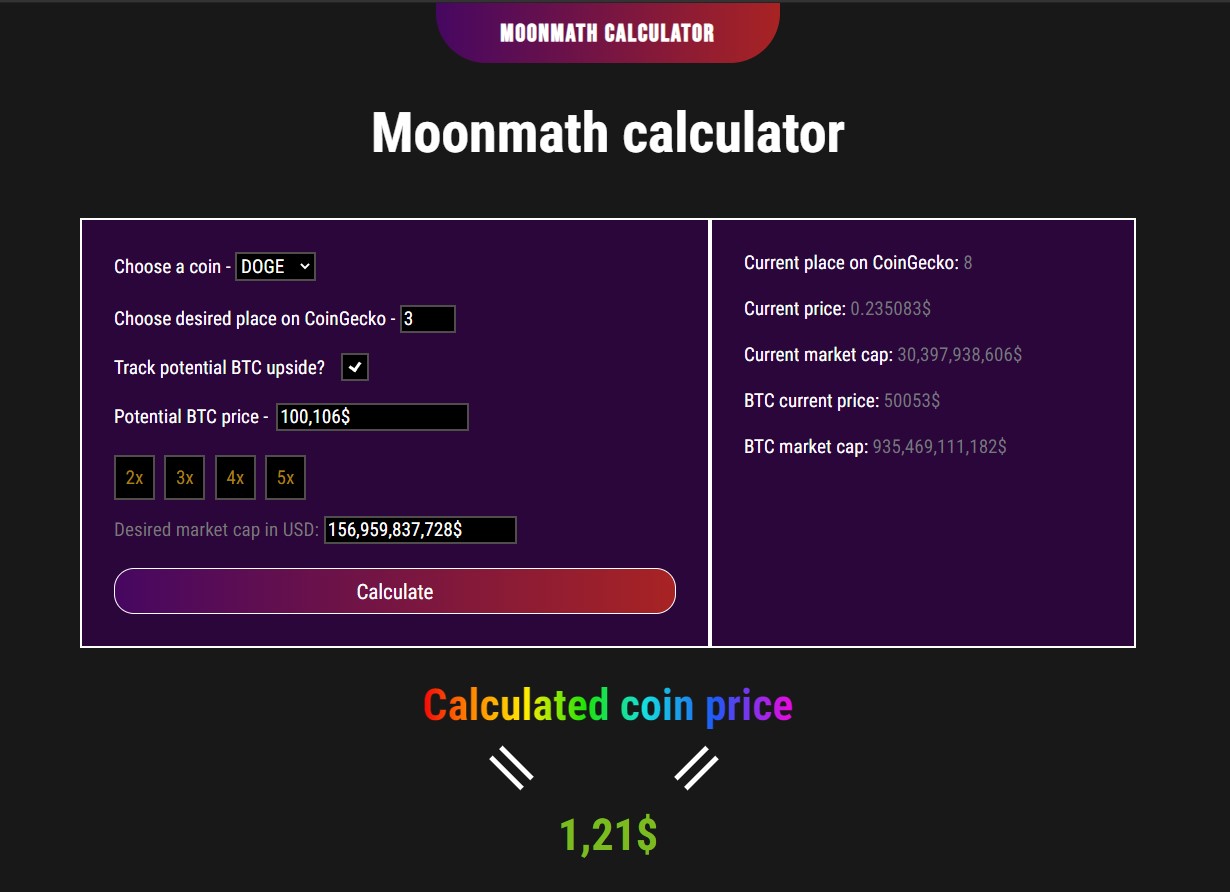 MOONMATH CALCULATOR
Moonmath calculator
Choose a coin - DOGE
Choose desired place on CoinGecko - 3
Track potential BTC upside?
Potential BTC price - 100,106$
2x 3x 4x 5x
Desired market cap in USD: 156,959,837,728$
Calculate
Current place on CoinGecko: 8
Current price: 0.235083$
Current market cap: 30,397,938,606$
BTC current price: 50053$
BTC market cap: 935,469,111,182$
Calculated coin price
1,21$